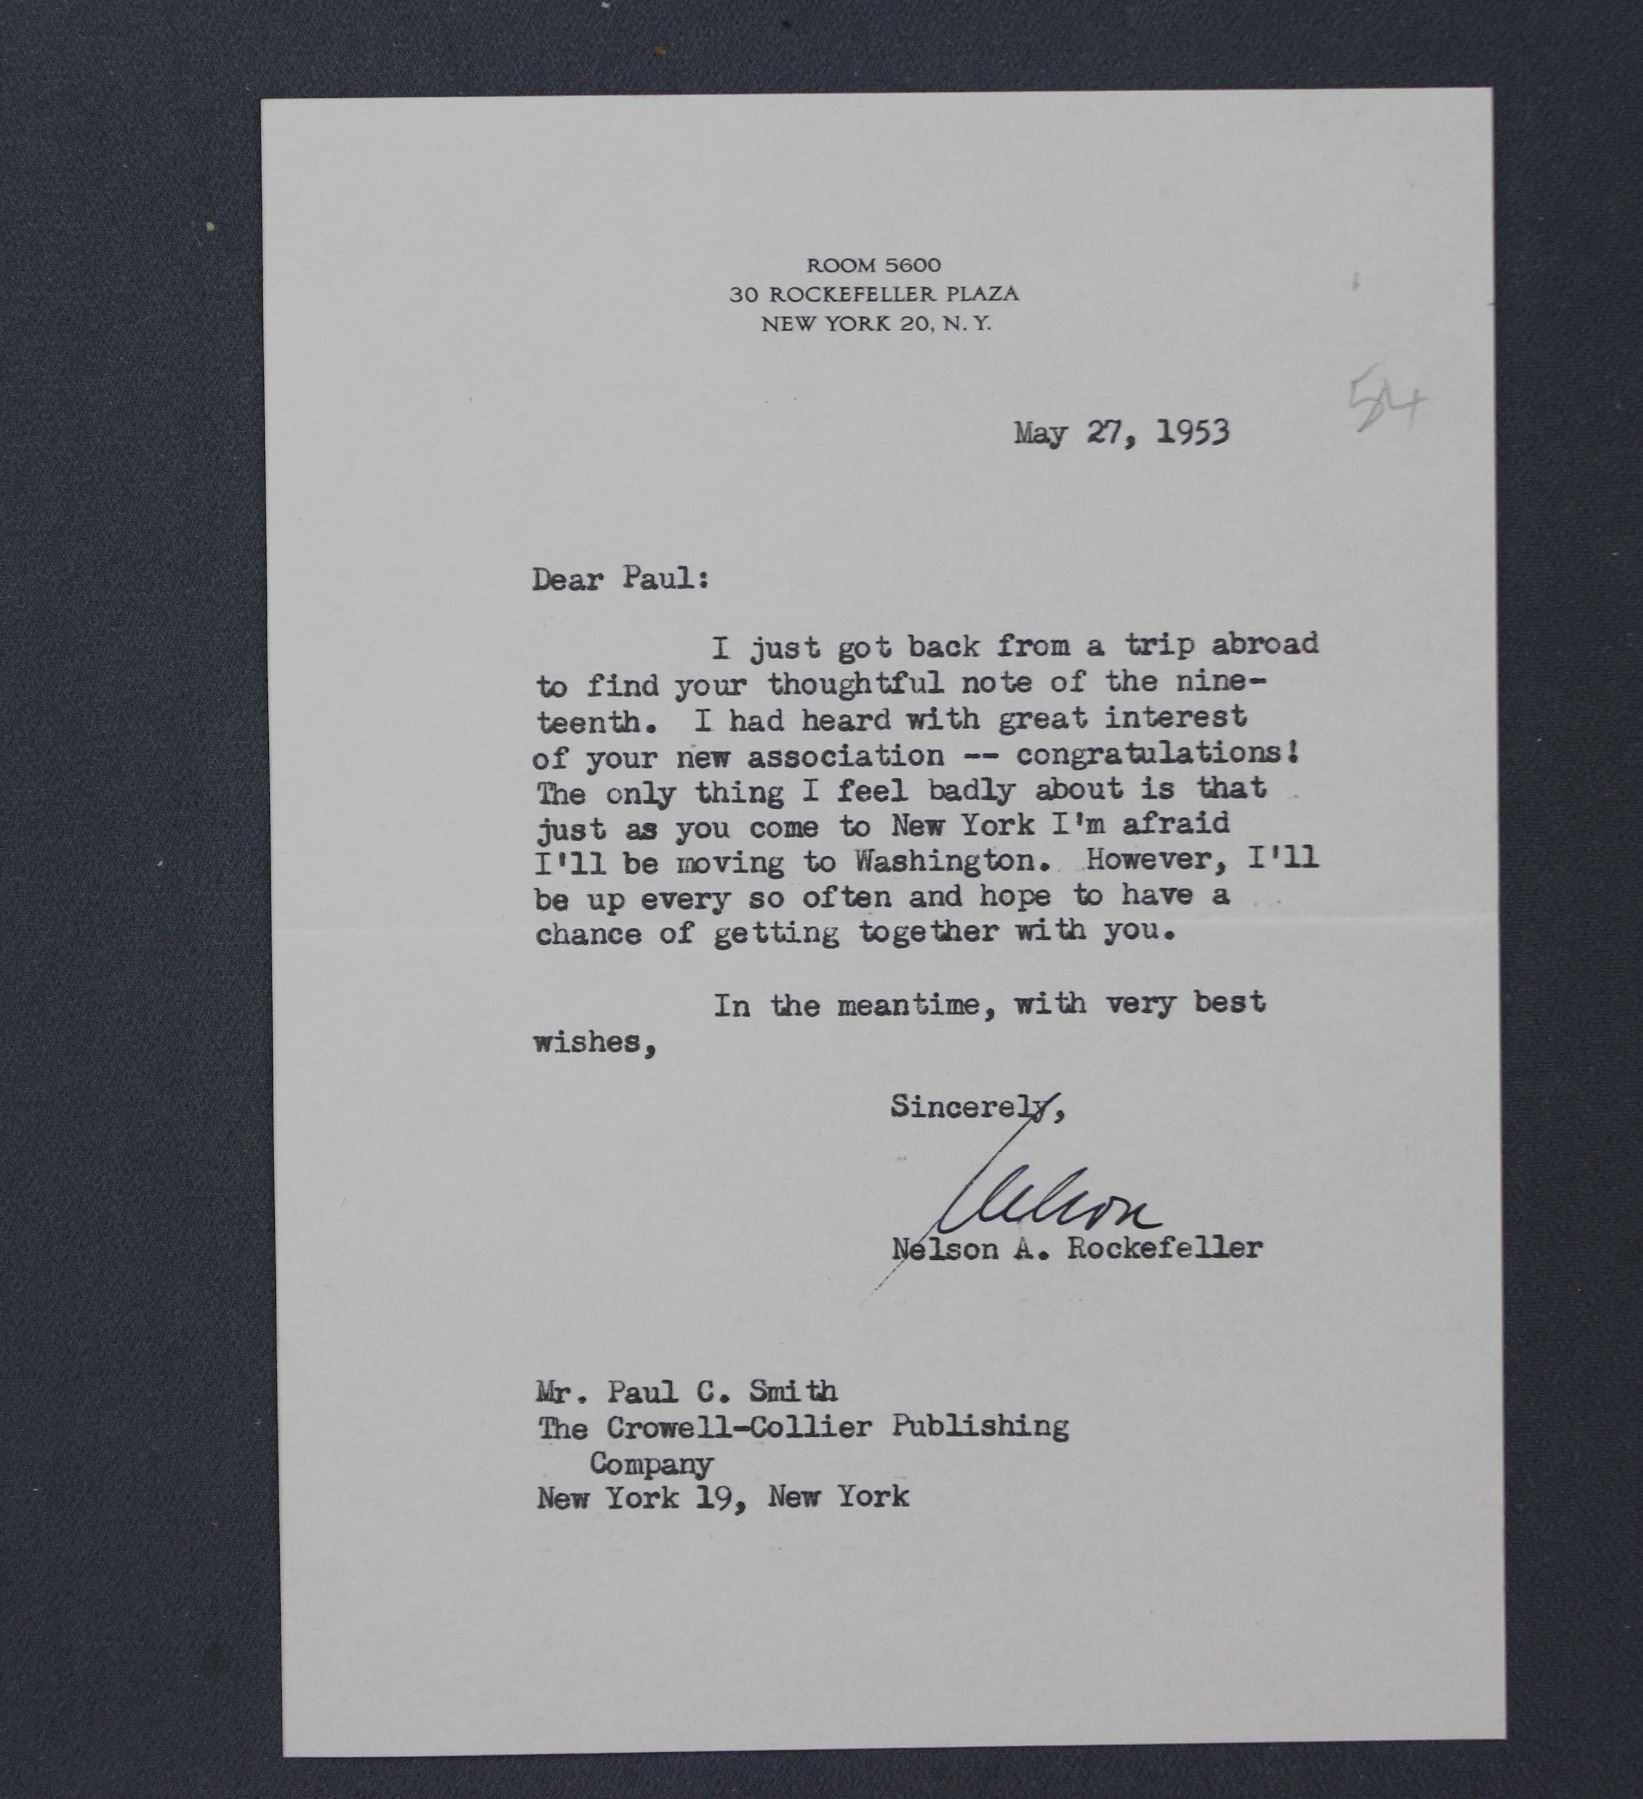 ROOM 5600
30 ROCKEFELLER PLAZA
NEW YORK 20, N. Y.
54
May 27, 1953
Dear Paul:
I just got back from a trip abroad
to find your thoughtful note of the nine-
teenth. I had heard with great interest
of your new association -- congratulations!
The only thing I feel badly about is that
just as you come to New York I'm afraid
I'll be moving to Washington. However, I'll
be up every so often and hope to have a
chance of getting together with you.
In the meantime, with very best
wishes,
Sincerely,
Nelson
Nelson A. Rockefeller
Mr. Paul C. Smith
The Crowell-Collier Publishing
Company
New York 19, New York